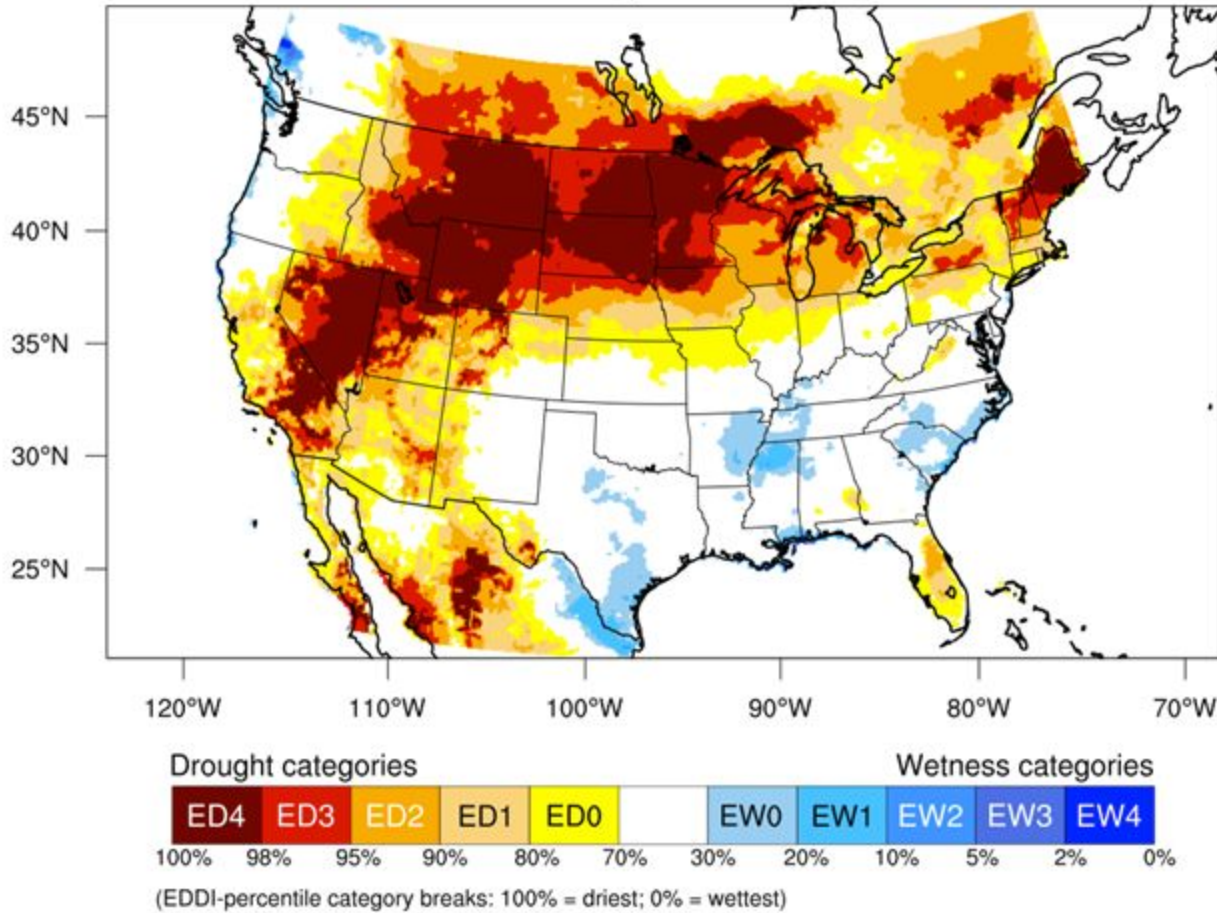 45°N
40°N
35°N
30°N
25°N
120°W 110°W 100°W 90°W 80°W 70°W
Drought categories Wetness categories
ED4 ED3 ED2 ED1 ED0 EW0 EW1 EW2 EW3 EW4
100% 98% 95% 90% 80% 70% 30% 20% 10% 5% 2% 0%
(EDDI-percentile category breaks: 100% = driest; 0% = wettest)